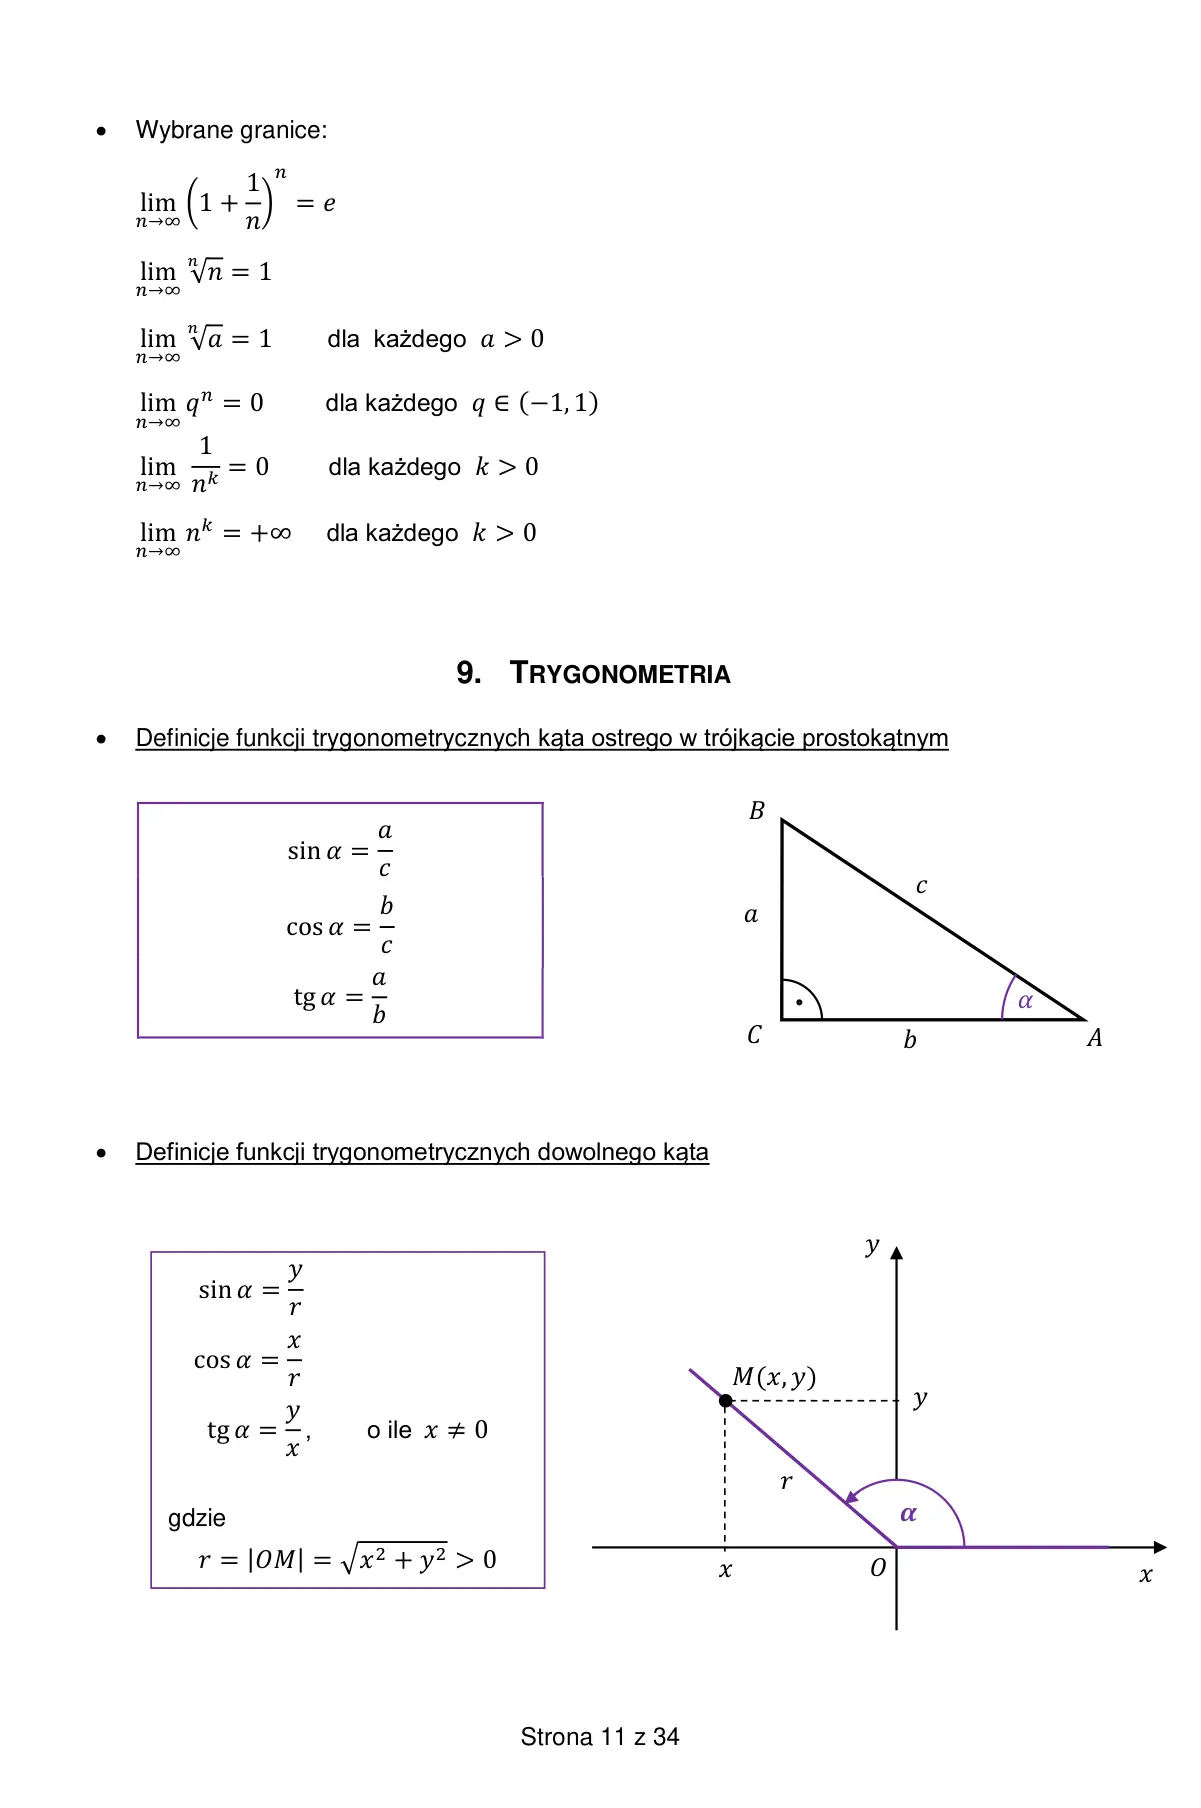 • Wybrane granice:
lim n→∞ (1 + 1/n)^n = e
lim n→∞ ⁿ√n = 1
lim n→∞ ⁿ√a = 1 dla każdego a > 0
lim n→∞ q^n = 0 dla każdego q ∈ (−1, 1)
lim n→∞ 1/n^k = 0 dla każdego k > 0
lim n→∞ n^k = +∞ dla każdego k > 0
9. TRYGONOMETRIA
• Definicje funkcji trygonometrycznych kąta ostrego w trójkącie prostokątnym
sin α = a/c
cos α = b/c
tg α = a/b
B
c
a
α
C
b
A
• Definicje funkcji trygonometrycznych dowolnego kąta
sin α = y/r
cos α = x/r
tg α = y/x, o ile x ≠ 0
gdzie
r = |OM| = √(x² + y²) > 0
y
M(x, y)
y
r
α
x
O
x
Strona 11 z 34